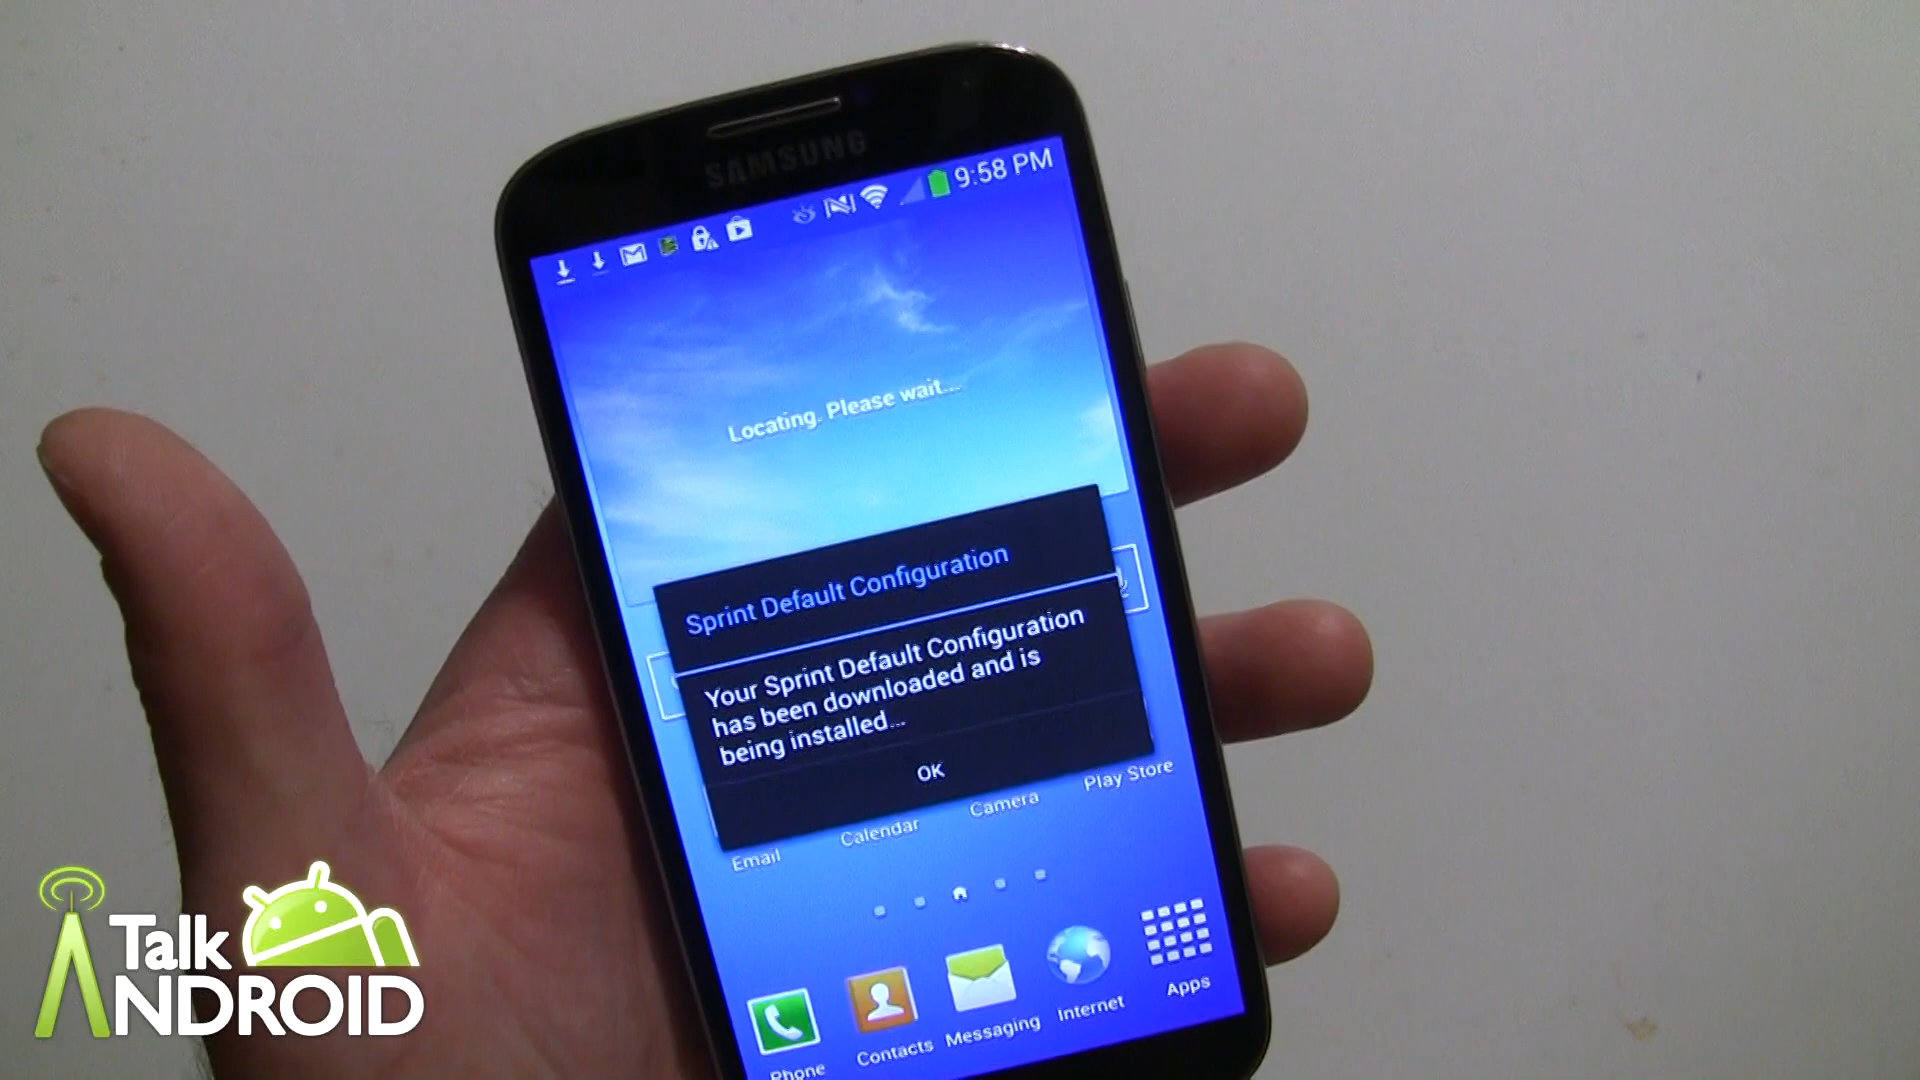 SAMSUNG
9:58 PM
Locating. Please wait...
Sprint Default Configuration
Your Sprint Default Configuration
has been downloaded and is
being installed...
OK
Email
Calendar
Camera
Play Store
Phone
Contacts
Messaging
Internet
Apps
Talk
ANDROID